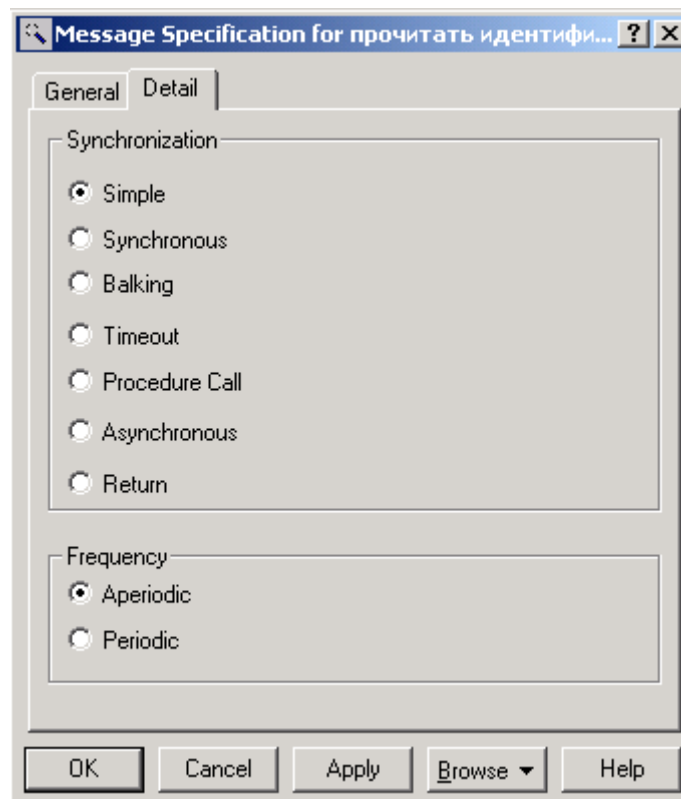 Message Specification for прочитать идентифи...
General Detail
Synchronization
Simple
Synchronous
Balking
Timeout
Procedure Call
Asynchronous
Return
Frequency
Aperiodic
Periodic
OK Cancel Apply Browse Help